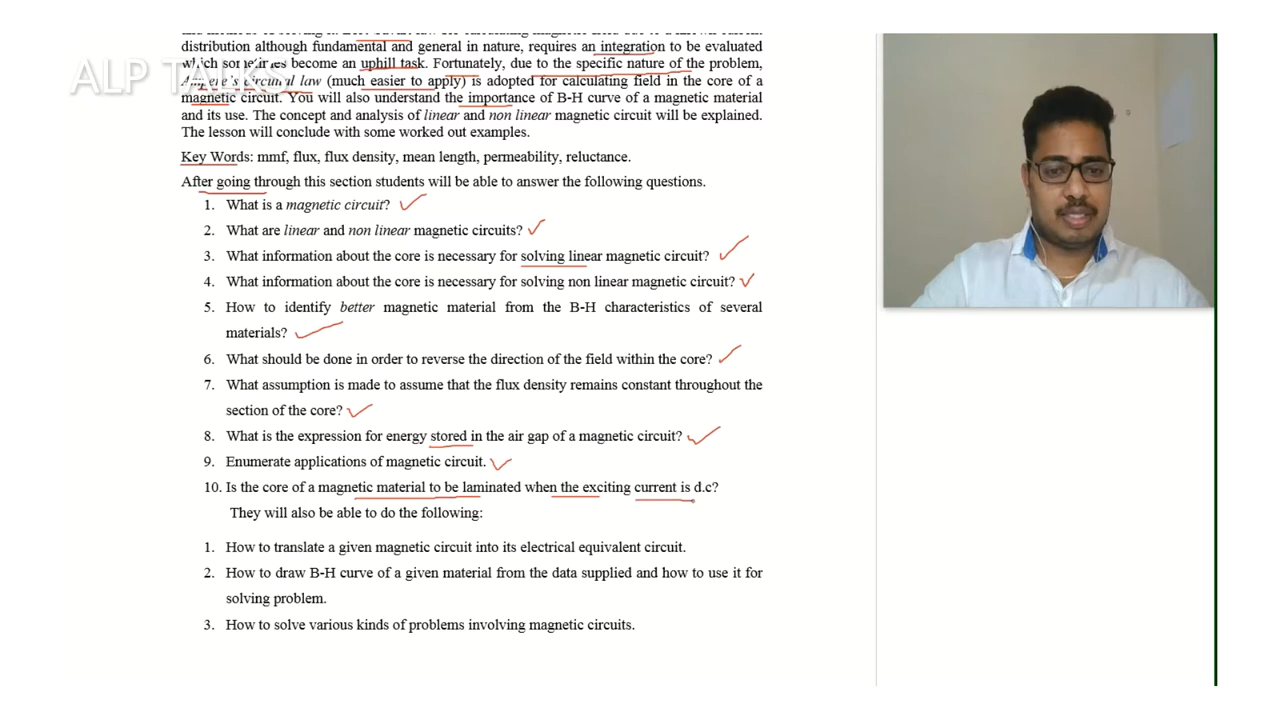 ALP TALKS
distribution although fundamental and general in nature, requires an integration to be evaluated
which sometimes become an uphill task. Fortunately, due to the specific nature of the problem,
Ampere's circutal law (much easier to apply) is adopted for calculating field in the core of a
magnetic circuit. You will also understand the importance of B-H curve of a magnetic material
and its use. The concept and analysis of linear and non linear magnetic circuit will be explained.
The lesson will conclude with some worked out examples.
Key Words: mmf, flux, flux density, mean length, permeability, reluctance.
After going through this section students will be able to answer the following questions.
1. What is a magnetic circuit?
2. What are linear and non linear magnetic circuits?
3. What information about the core is necessary for solving linear magnetic circuit?
4. What information about the core is necessary for solving non linear magnetic circuit?
5. How to identify better magnetic material from the B-H characteristics of several
materials?
6. What should be done in order to reverse the direction of the field within the core?
7. What assumption is made to assume that the flux density remains constant throughout the
section of the core?
8. What is the expression for energy stored in the air gap of a magnetic circuit?
9. Enumerate applications of magnetic circuit.
10. Is the core of a magnetic material to be laminated when the exciting current is d.c?
They will also be able to do the following:
1. How to translate a given magnetic circuit into its electrical equivalent circuit.
2. How to draw B-H curve of a given material from the data supplied and how to use it for
solving problem.
3. How to solve various kinds of problems involving magnetic circuits.